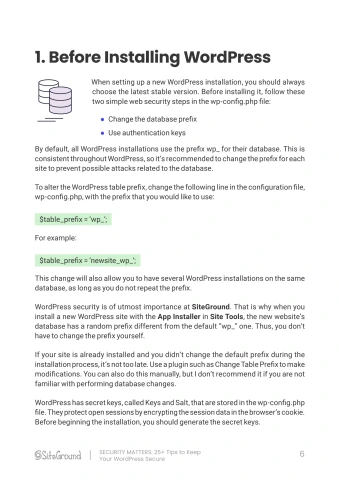 1. Before Installing WordPress
When setting up a new WordPress installation, you should always
choose the latest stable version. Before installing it, follow these
two simple web security steps in the wp-config.php file:
• Change the database prefix
• Use authentication keys
By default, all WordPress installations use the prefix wp_ for their database. This is
consistent throughout WordPress, so it's recommended to change the prefix for each
site to prevent possible attacks related to the database.
To alter the WordPress table prefix, change the following line in the configuration file,
wp-config.php, with the prefix that you would like to use:
$table_prefix = 'wp_';
For example:
$table_prefix = 'newsite_wp_';
This change will also allow you to have several WordPress installations on the same
database, as long as you do not repeat the prefix.
WordPress security is of utmost importance at SiteGround. That is why when you
install a new WordPress site with the App Installer in Site Tools, the new website's
database has a random prefix different from the default "wp_" one. Thus, you don't
have to change the prefix yourself.
If your site is already installed and you didn't change the default prefix during the
installation process, it's not too late. Use a plugin such as Change Table Prefix to make
modifications. You can also do this manually, but I don't recommend it if you are not
familiar with performing database changes.
WordPress has secret keys, called Keys and Salt, that are stored in the wp-config.php
file. They protect open sessions by encrypting the session data in the browser's cookie.
Before beginning the installation, you should generate the secret keys.
SiteGround | SECURITY MATTERS: 35+ Tips to Keep
Your WordPress Secure
6